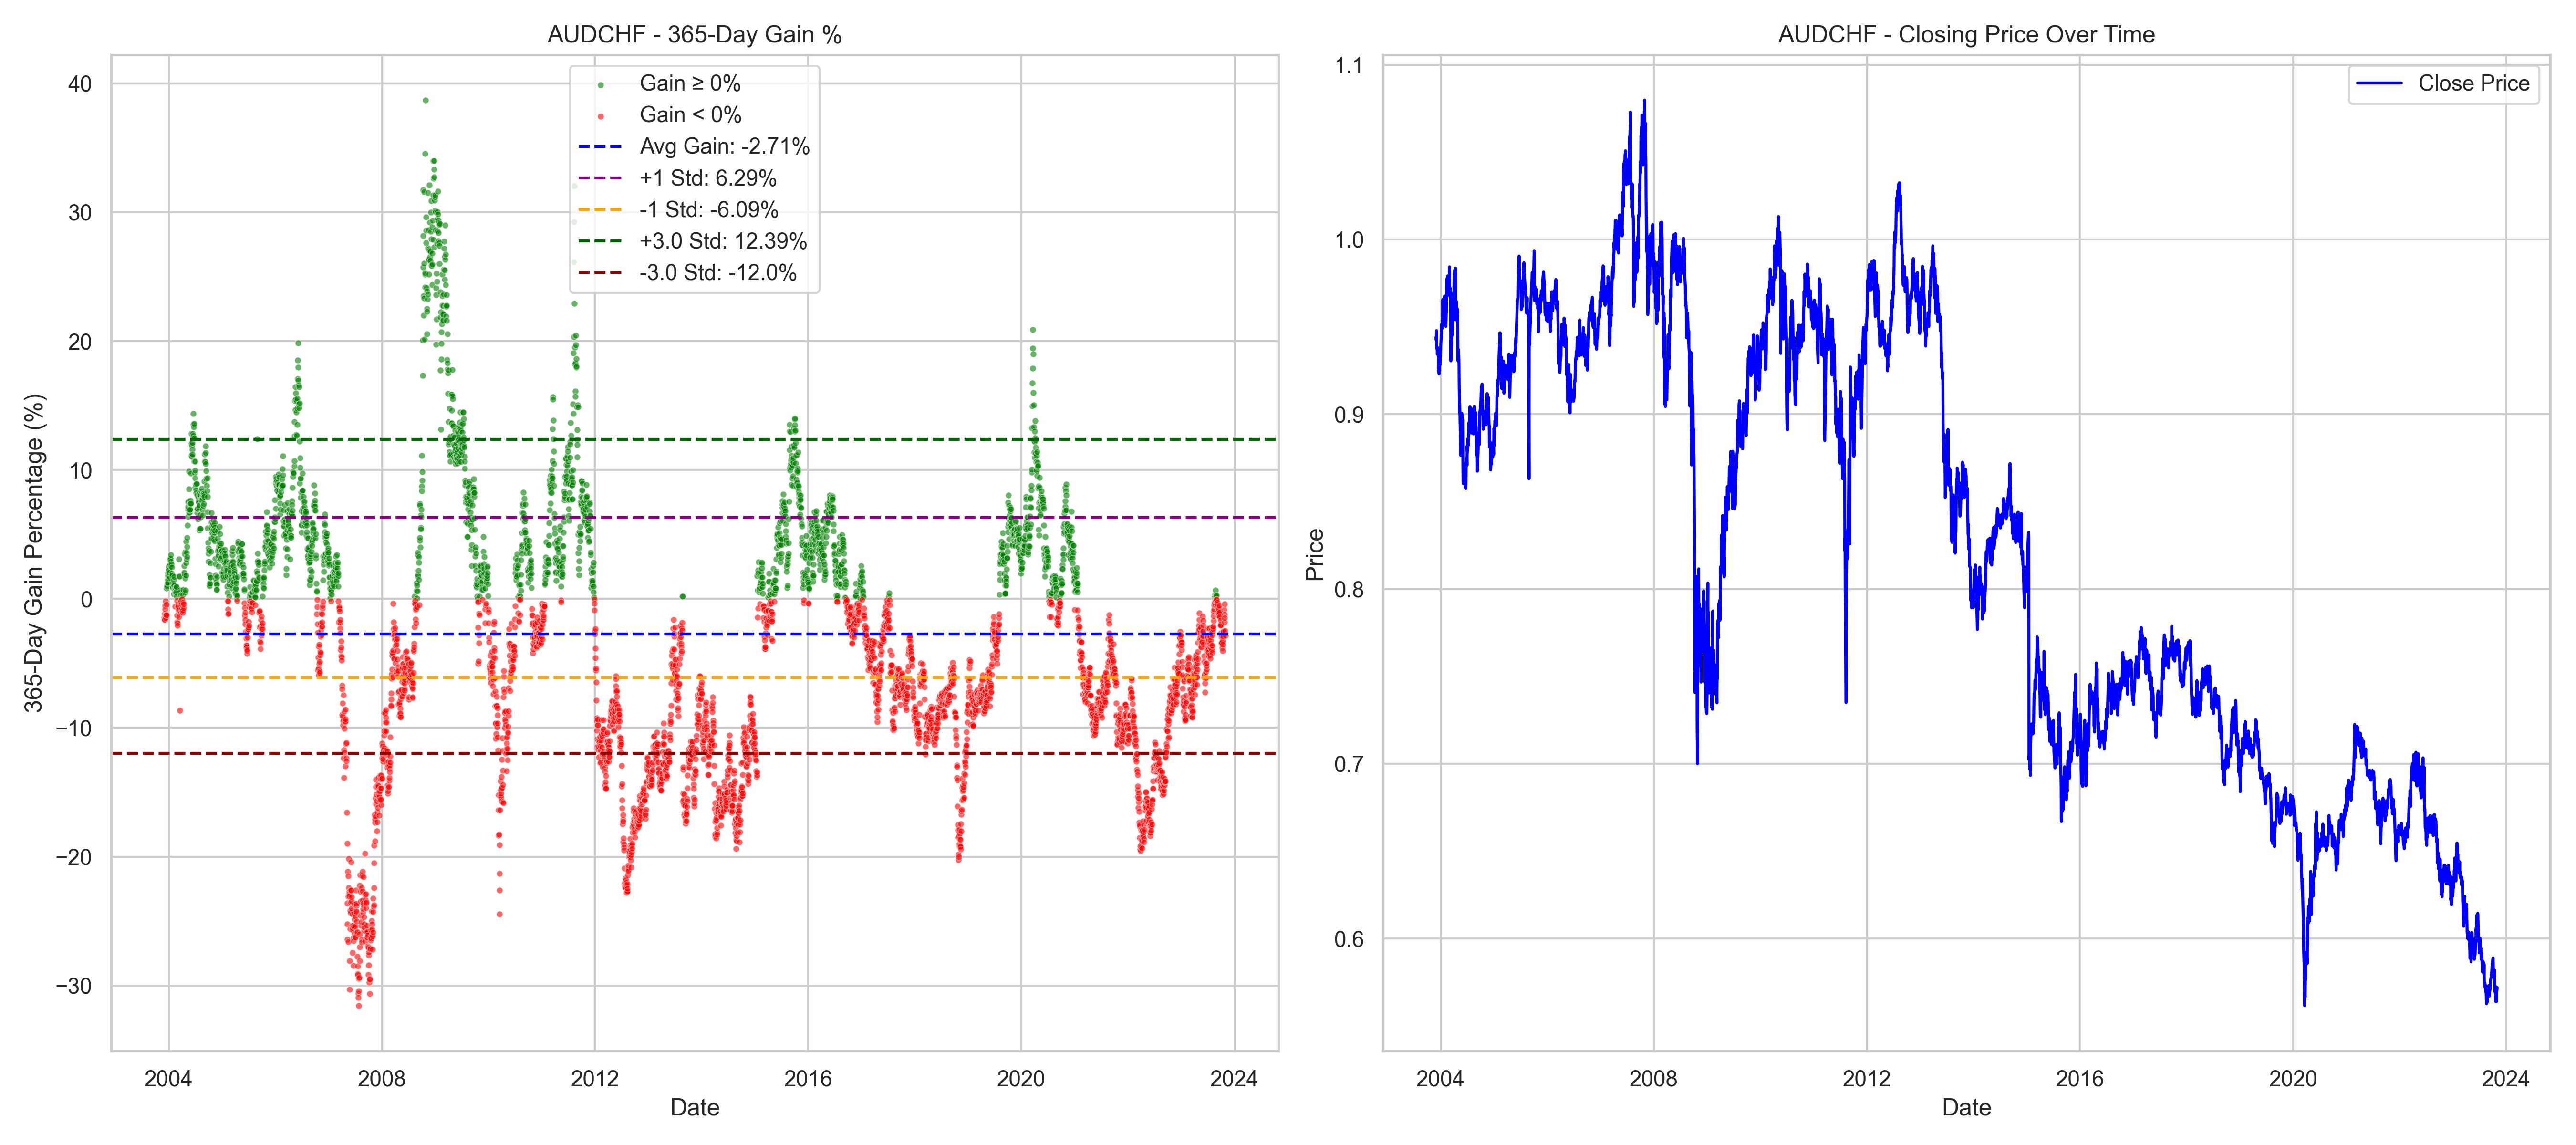 AUDCHF - 365-Day Gain %
40
30
20
10
0
−10
−20
−30
365-Day Gain Percentage (%)
Gain ≥ 0%
Gain < 0%
Avg Gain: -2.71%
+1 Std: 6.29%
-1 Std: -6.09%
+3.0 Std: 12.39%
-3.0 Std: -12.0%
2004
2008
2012
2016
2020
2024
Date
AUDCHF - Closing Price Over Time
1.1
1.0
0.9
0.8
0.7
0.6
Price
Close Price
2004
2008
2012
2016
2020
2024
Date